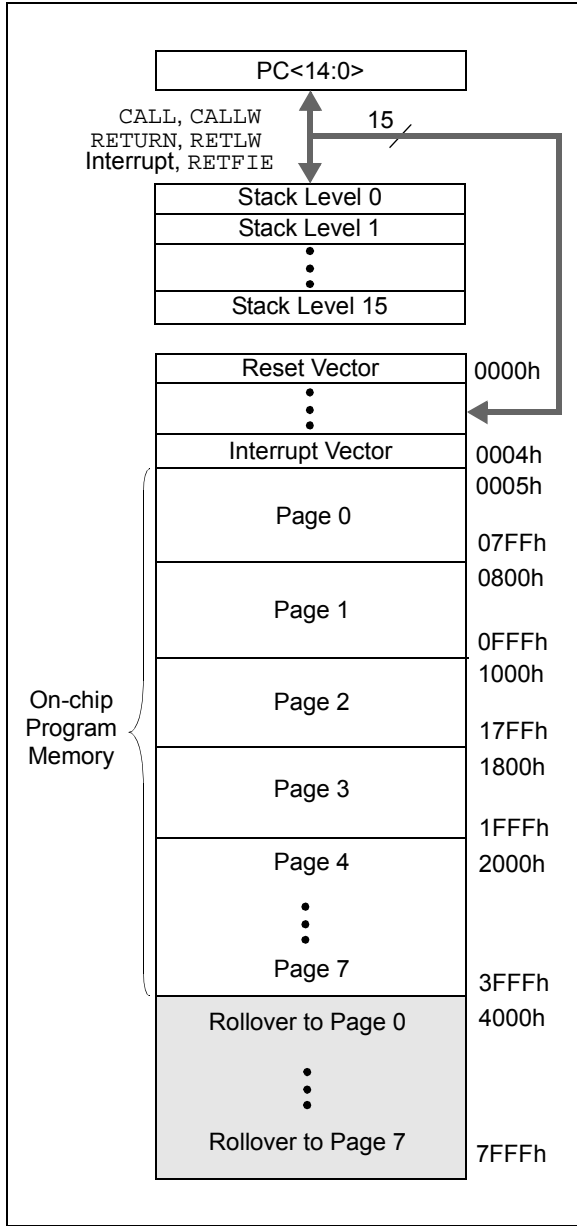 PC<14:0>
CALL, CALLW
RETURN, RETLW
Interrupt, RETFIE
15
Stack Level 0
Stack Level 1
Stack Level 15
Reset Vector
0000h
Interrupt Vector
0004h
0005h
Page 0
07FFh
0800h
Page 1
0FFFh
1000h
On-chip
Program
Memory
Page 2
17FFh
1800h
Page 3
1FFFh
Page 4
2000h
Page 7
3FFFh
Rollover to Page 0
4000h
Rollover to Page 7
7FFFh